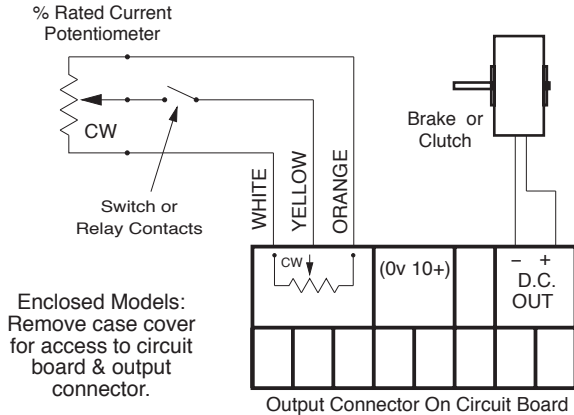 % Rated Current
Potentiometer
CW
Switch or
Relay Contacts
WHITE
YELLOW
ORANGE
Brake or
Clutch
CW
(0v 10+)
– +
D.C.
OUT
Enclosed Models:
Remove case cover
for access to circuit
board & output
connector.
Output Connector On Circuit Board